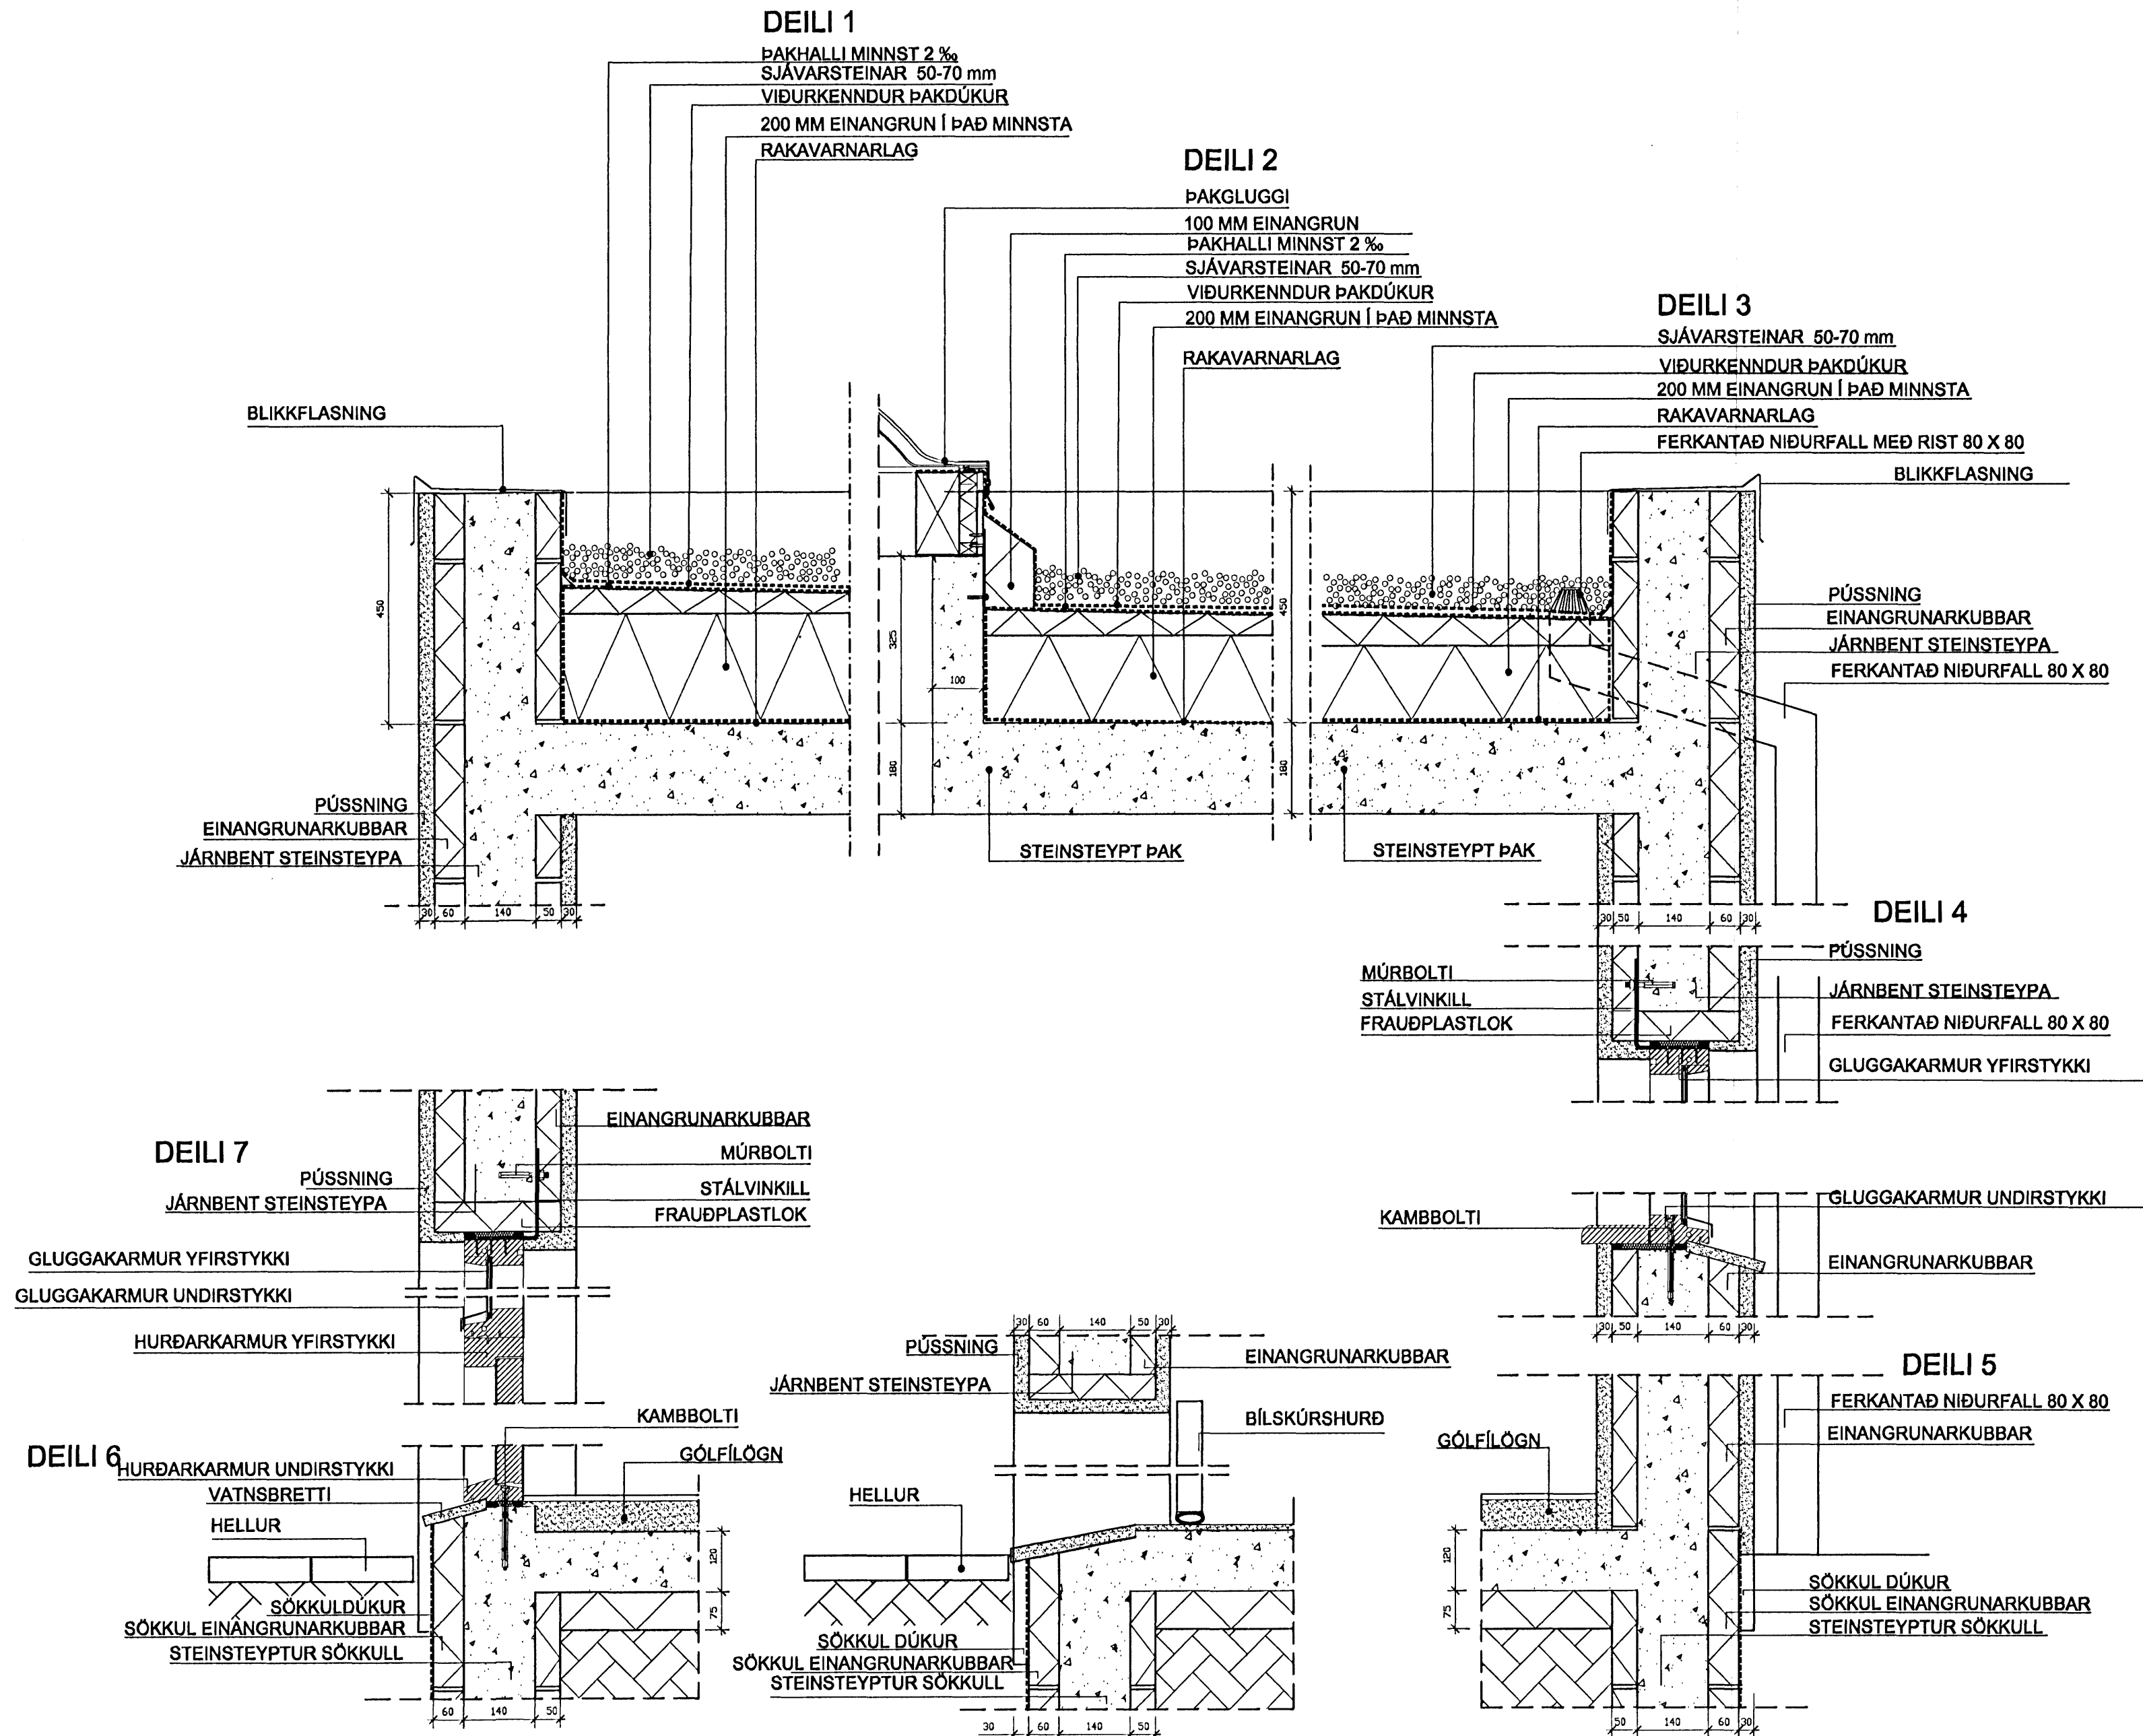 DEILI 1
ÞAKHALLI MINNST 2 ‰
SJÁVARSTEINAR 50-70 mm
VIÐURKENNDUR ÞAKDÚKUR
200 MM EINANGRUN Í ÞAÐ MINNSTA
RAKAVARNARLAG
DEILI 2
ÞAKGLUGGI
100 MM EINANGRUN
ÞAKHALLI MINNST 2 ‰
SJÁVARSTEINAR 50-70 mm
VIÐURKENNDUR ÞAKDÚKUR
200 MM EINANGRUN Í ÞAÐ MINNSTA
RAKAVARNARLAG
DEILI 3
SJÁVARSTEINAR 50-70 mm
VIÐURKENNDUR ÞAKDÚKUR
200 MM EINANGRUN Í ÞAÐ MINNSTA
RAKAVARNARLAG
FERKANTAÐ NIÐURFALL MEÐ RIST 80 X 80
BLIKKFLASNING
BLIKKFLASNING
450
325
100
180
450
180
PÚSSNING
EINANGRUNARKUBBAR
JÁRNBENT STEINSTEYPA
FERKANTAÐ NIÐURFALL 80 X 80
PÚSSNING
EINANGRUNARKUBBAR
JÁRNBENT STEINSTEYPA
STEINSTEYPT ÞAK
STEINSTEYPT ÞAK
30 60 140 50 30
30 50 140 60 30
DEILI 4
PÚSSNING
MÚRBOLTI
STÁLVINKILL
FRAUÐPLASTLOK
JÁRNBENT STEINSTEYPA
FERKANTAÐ NIÐURFALL 80 X 80
GLUGGAKARMUR YFIRSTYKKI
DEILI 7
EINANGRUNARKUBBAR
MÚRBOLTI
PÚSSNING
STÁLVINKILL
JÁRNBENT STEINSTEYPA
FRAUÐPLASTLOK
GLUGGAKARMUR YFIRSTYKKI
GLUGGAKARMUR UNDIRSTYKKI
HURÐARKARMUR YFIRSTYKKI
GLUGGAKARMUR UNDIRSTYKKI
KAMBBOLTI
EINANGRUNARKUBBAR
30 50 140 60 30
30 60 140 50 30
PÚSSNING
EINANGRUNARKUBBAR
JÁRNBENT STEINSTEYPA
BÍLSKÚRSHURÐ
HELLUR
SÖKKUL DÚKUR
SÖKKUL EINANGRUNARKUBBAR
STEINSTEYPTUR SÖKKULL
30 60 140 50
DEILI 5
FERKANTAÐ NIÐURFALL 80 X 80
EINANGRUNARKUBBAR
GÓLFÍLÖGN
120
75
SÖKKUL DÚKUR
SÖKKUL EINANGRUNARKUBBAR
STEINSTEYPTUR SÖKKULL
50 140 60 30
DEILI 6
KAMBBOLTI
GÓLFÍLÖGN
HURÐARKARMUR UNDIRSTYKKI
VATNSBRETTI
HELLUR
120
75
SÖKKULDÚKUR
SÖKKUL EINANGRUNARKUBBAR
STEINSTEYPTUR SÖKKULL
60 140 50